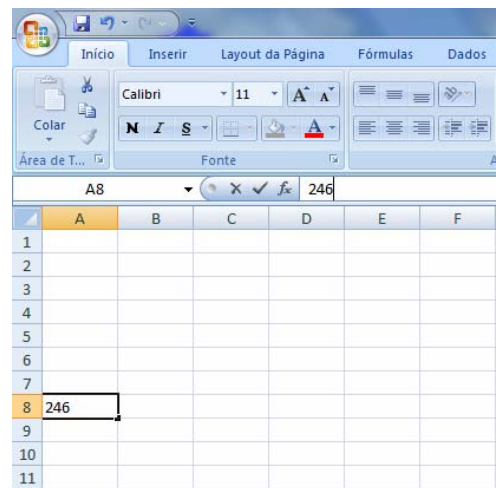 Início Inserir Layout da Página Fórmulas Dados
Calibri 11 A A
Colar
N I S A
Área de T... Fonte
A8 fx 246
A B C D E F
1
2
3
4
5
6
7
8 246
9
10
11